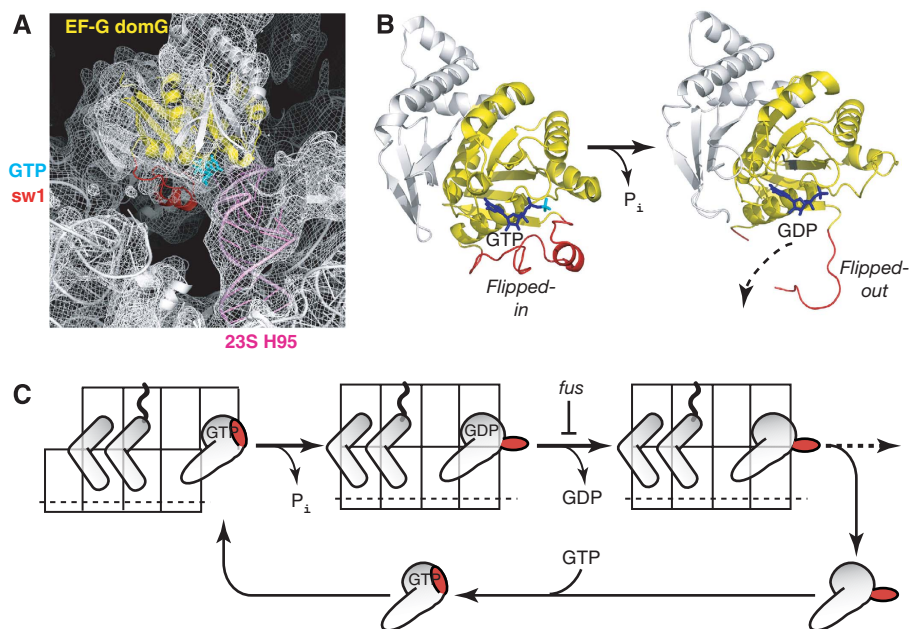 A
EF-G domG
GTP
sw1
23S H95
B
GTP
Flipped-
in
Pi
GDP
Flipped-
out
C
GTP
Pi
GDP
fus
GDP
GTP
GTP